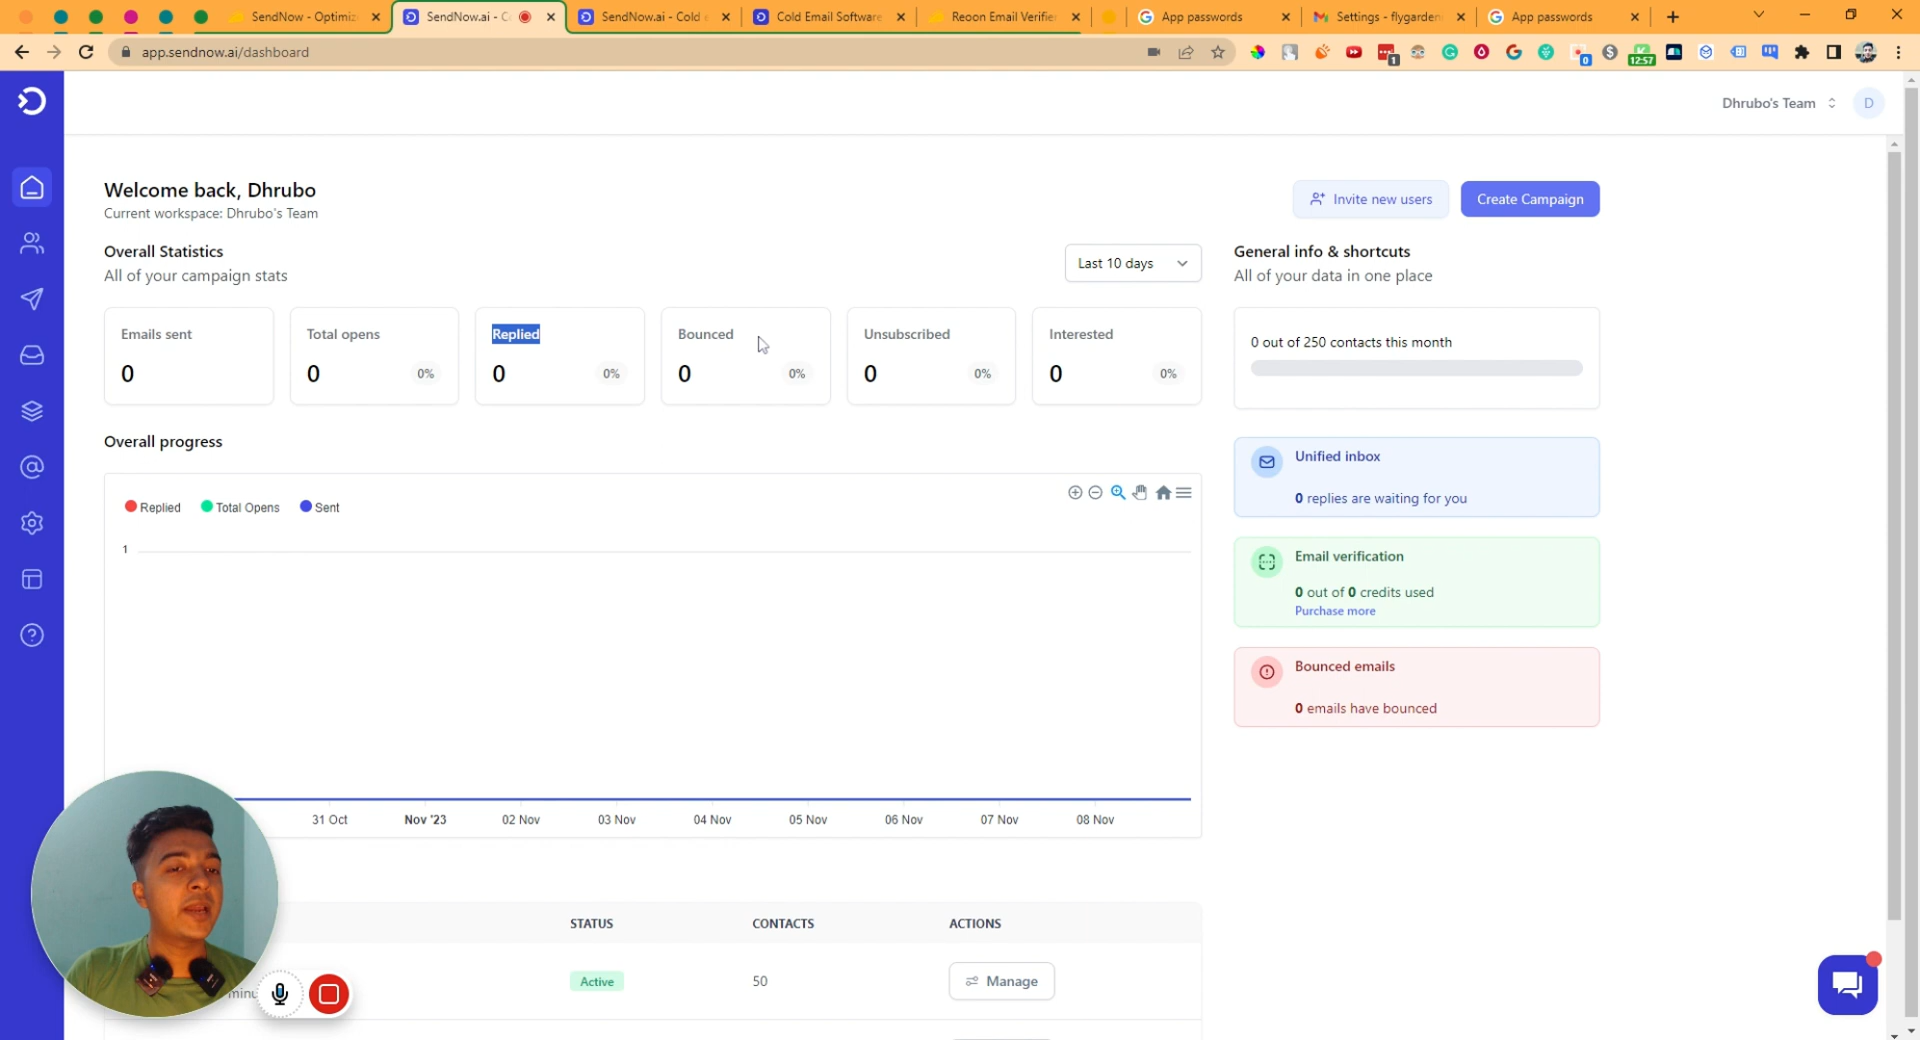 SendNow - Optimiz
SendNow.ai - C
SendNow.ai - Cold
Cold Email Software
Reoon Email Verifie
App passwords
Settings - flygarden
App passwords
app.sendnow.ai/dashboard
1
0
12:57
Dhrubo's Team
D
Welcome back, Dhrubo
Current workspace: Dhrubo's Team
Invite new users
Create Campaign
Overall Statistics
All of your campaign stats
Last 10 days
General info & shortcuts
All of your data in one place
Emails sent
0
Total opens
0
0%
Replied
0
0%
Bounced
0
0%
Unsubscribed
0
0%
Interested
0
0%
0 out of 250 contacts this month
Overall progress
Replied
Total Opens
Sent
1
31 Oct
Nov '23
02 Nov
03 Nov
04 Nov
05 Nov
06 Nov
07 Nov
08 Nov
Unified inbox
0 replies are waiting for you
Email verification
0 out of 0 credits used
Purchase more
Bounced emails
0 emails have bounced
STATUS
CONTACTS
ACTIONS
Active
50
Manage